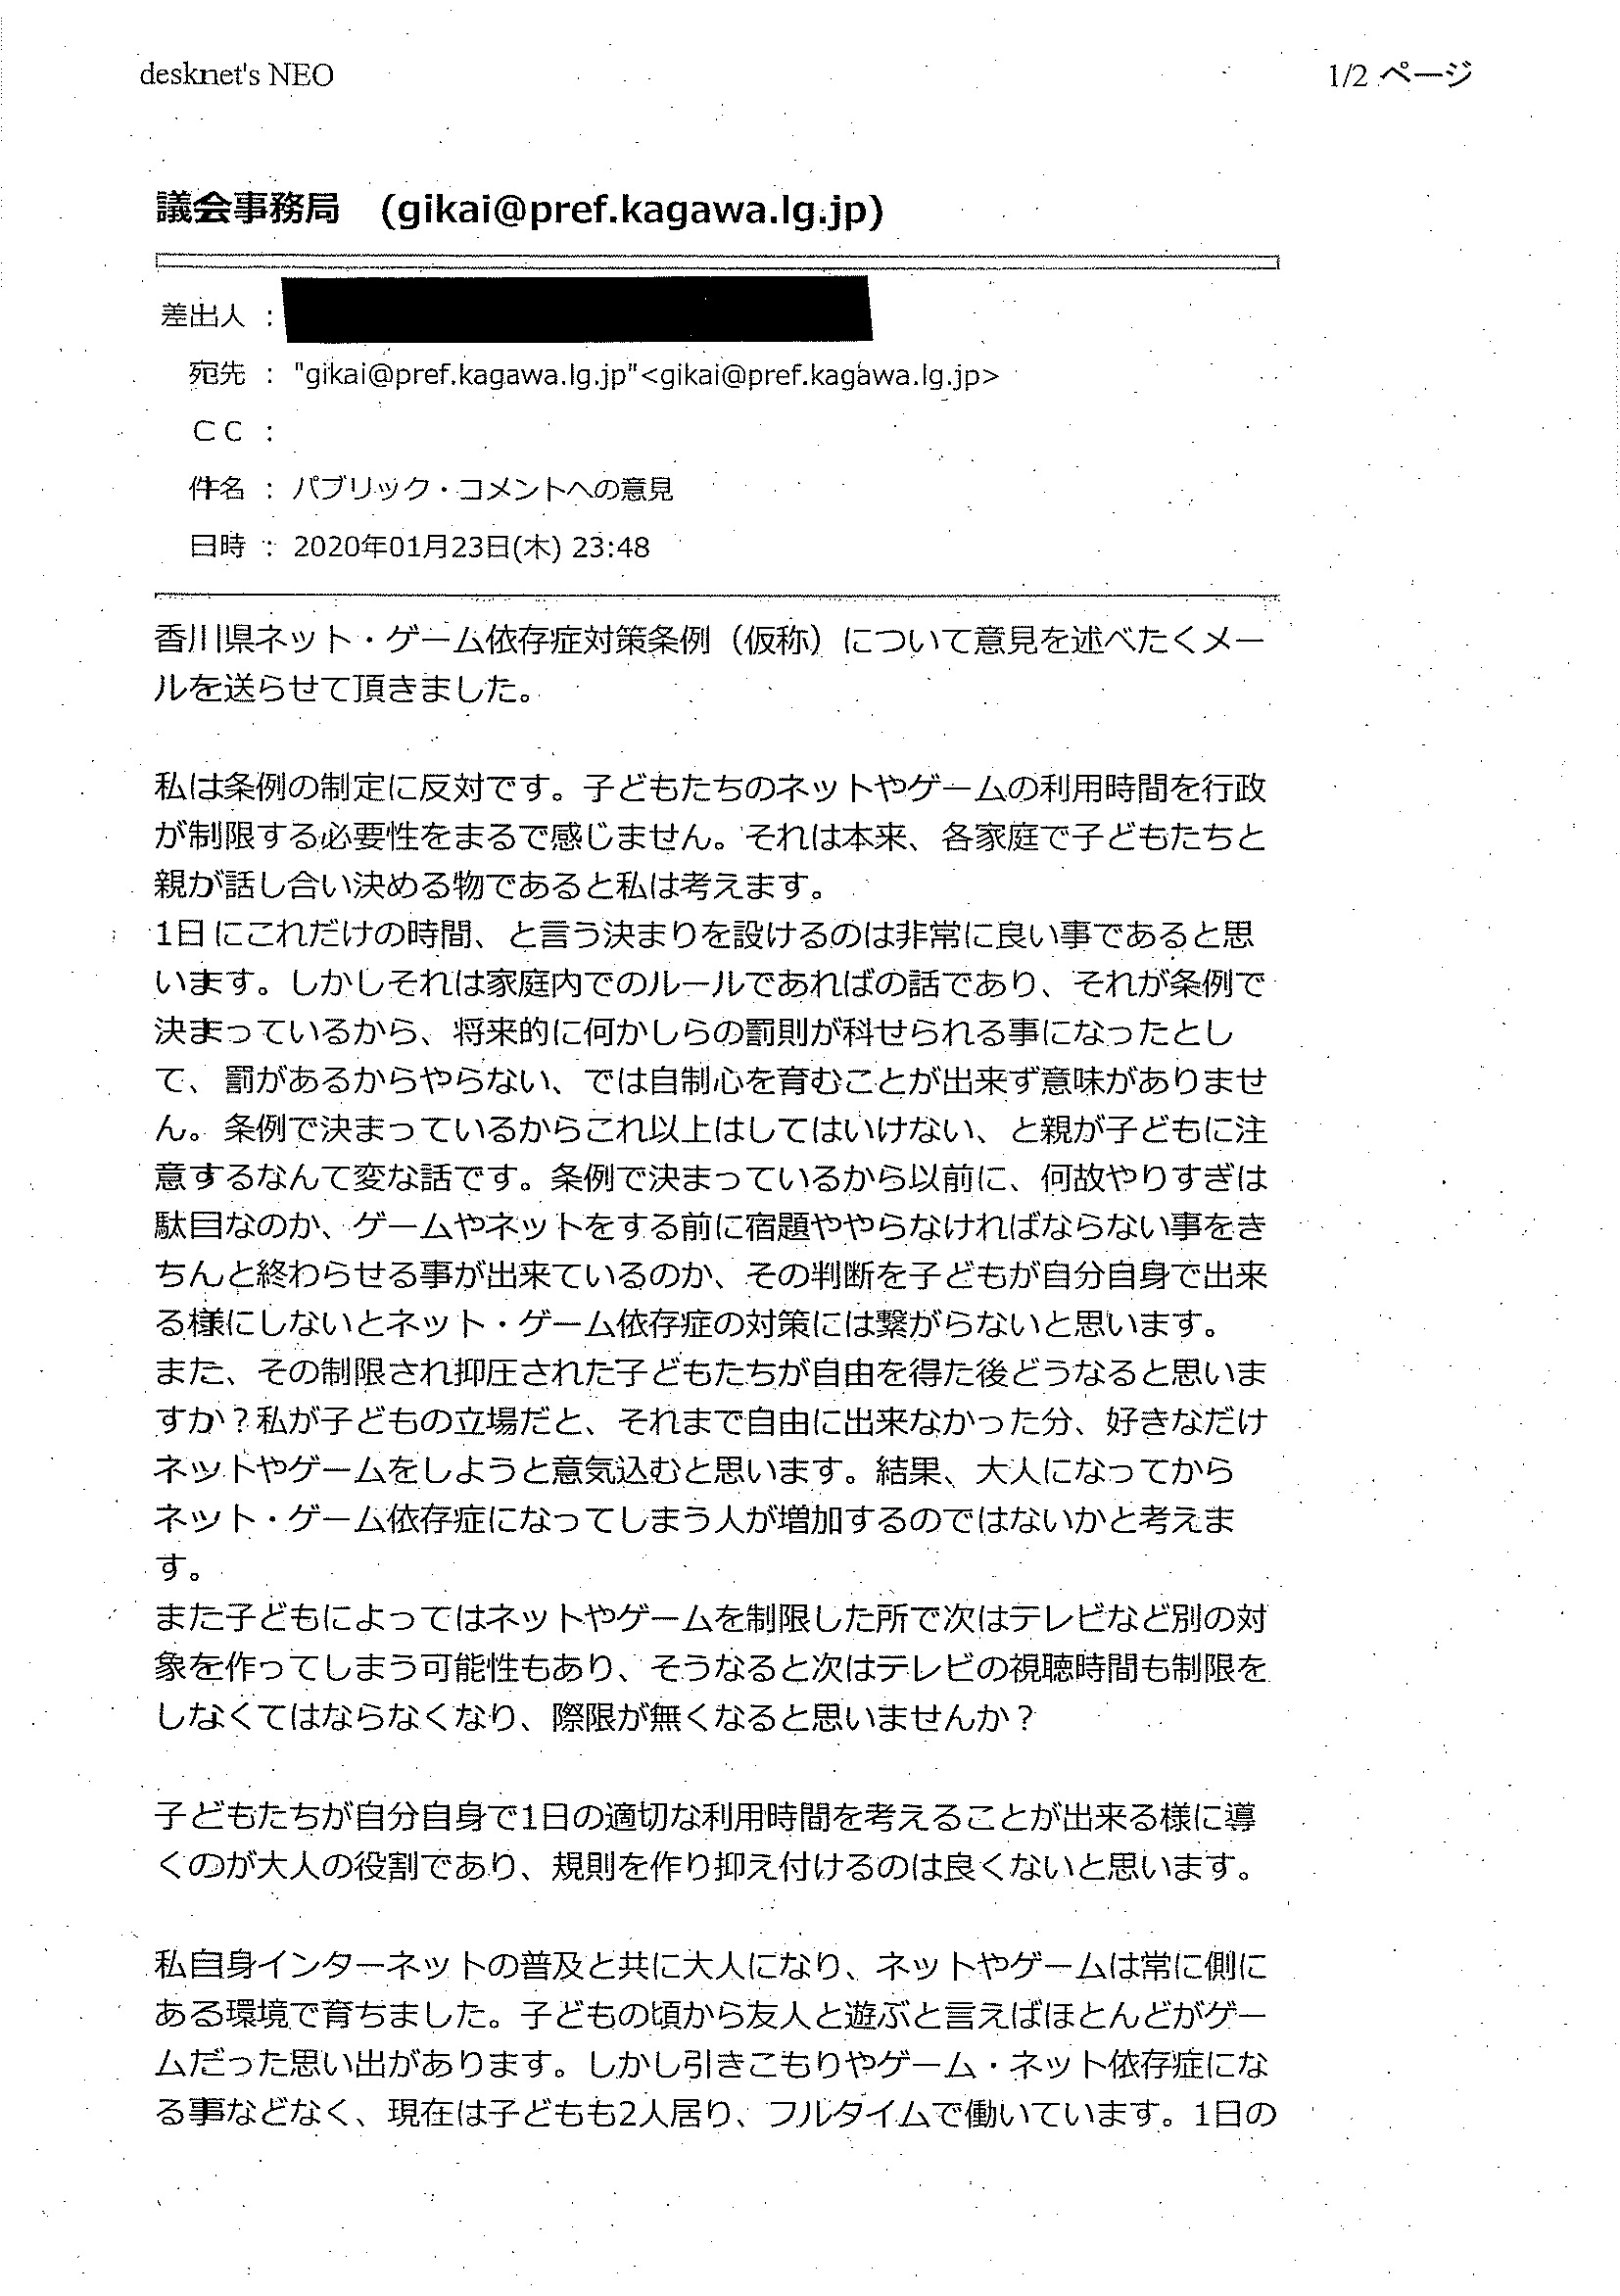 desknet's NEO
1/2 ページ
議会事務局 (gikai@pref.kagawa.lg.jp)
差出人 :
宛先 : "gikai@pref.kagawa.lg.jp"<gikai@pref.kagawa.lg.jp>
ＣＣ :
件名 : パブリック・コメントへの意見
日時 : 2020年01月23日(木) 23:48
香川県ネット・ゲーム依存症対策条例（仮称）について意見を述べたくメー
ルを送らせて頂きました。
私は条例の制定に反対です。子どもたちのネットやゲームの利用時間を行政
が制限する必要性をまるで感じません。それは本来、各家庭で子どもたちと
親が話し合い決める物であると私は考えます。
1日にこれだけの時間、と言う決まりを設けるのは非常に良い事であると思
います。しかしそれは家庭内でのルールであればの話であり、それが条例で
決まっているから、将来的に何かしらの罰則が科せられる事になったとし
て、罰があるからやらない、では自制心を育むことが出来ず意味がありませ
ん。条例で決まっているからこれ以上はしてはいけない、と親が子どもに注
意するなんて変な話です。条例で決まっているから以前に、何故やりすぎは
駄目なのか、ゲームやネットをする前に宿題ややらなければならない事をき
ちんと終わらせる事が出来ているのか、その判断を子どもが自分自身で出来
る様にしないとネット・ゲーム依存症の対策には繋がらないと思います。
また、その制限され抑圧された子どもたちが自由を得た後どうなると思いま
すか？私が子どもの立場だと、それまで自由に出来なかった分、好きなだけ
ネットやゲームをしようと意気込むと思います。結果、大人になってから
ネット・ゲーム依存症になってしまう人が増加するのではないかと考えま
す。
また子どもによってはネットやゲームを制限した所で次はテレビなど別の対
象を作ってしまう可能性もあり、そうなると次はテレビの視聴時間も制限を
しなくてはならなくなり、際限が無くなると思いませんか？
子どもたちが自分自身で1日の適切な利用時間を考えることが出来る様に導
くのが大人の役割であり、規則を作り抑え付けるのは良くないと思います。
私自身インターネットの普及と共に大人になり、ネットやゲームは常に側に
ある環境で育ちました。子どもの頃から友人と遊ぶと言えばほとんどがゲー
ムだった思い出があります。しかし引きこもりやゲーム・ネット依存症にな
る事などなく、現在は子どもも2人居り、フルタイムで働いています。1日の